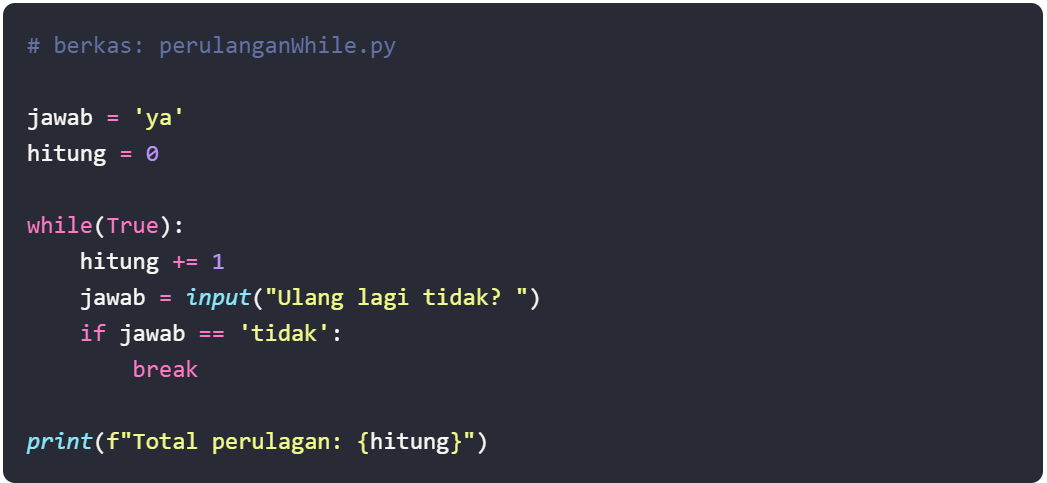 # berkas: perulanganWhile.py
jawab = 'ya'
hitung = 0
while(True):
    hitung += 1
    jawab = input("Ulang lagi tidak? ")
    if jawab == 'tidak':
        break
print(f"Total perulagan: {hitung}")